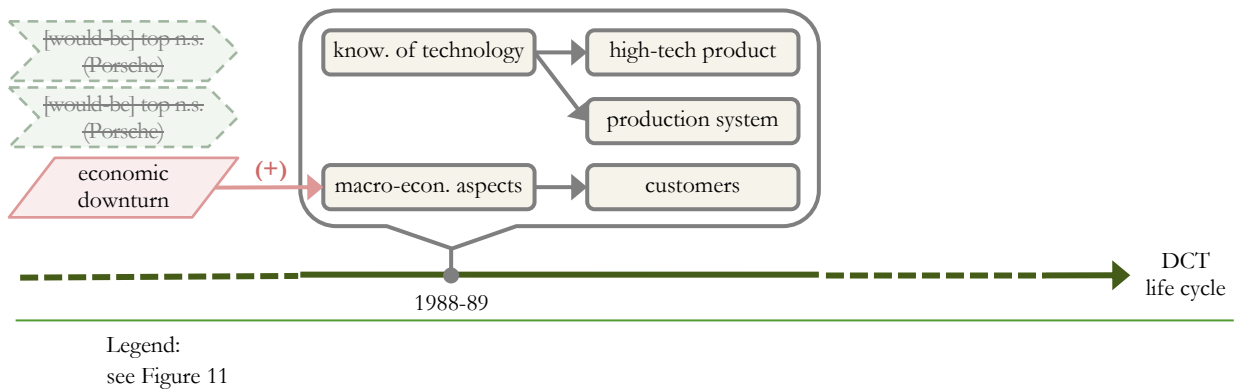 [would-be] top n.s.
(Porsche)
[would-be] top n.s.
(Porsche)
economic
downturn
(+)
know. of technology
high-tech product
production system
macro-econ. aspects
customers
1988-89
DCT
life cycle
Legend:
see Figure 11